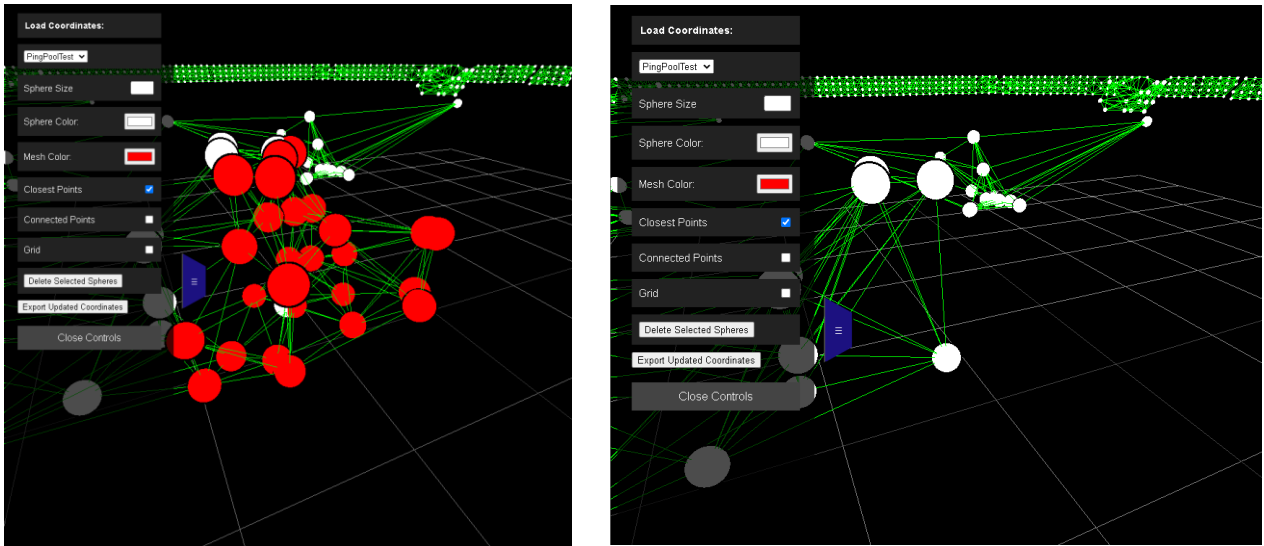 Load Coordinates:
PingPoolTest
Sphere Size
Sphere Color:
Mesh Color:
Closest Points
Connected Points
Grid
Delete Selected Spheres
Export Updated Coordinates
Close Controls
Load Coordinates:
PingPoolTest
Sphere Size
Sphere Color:
Mesh Color:
Closest Points
Connected Points
Grid
Delete Selected Spheres
Export Updated Coordinates
Close Controls